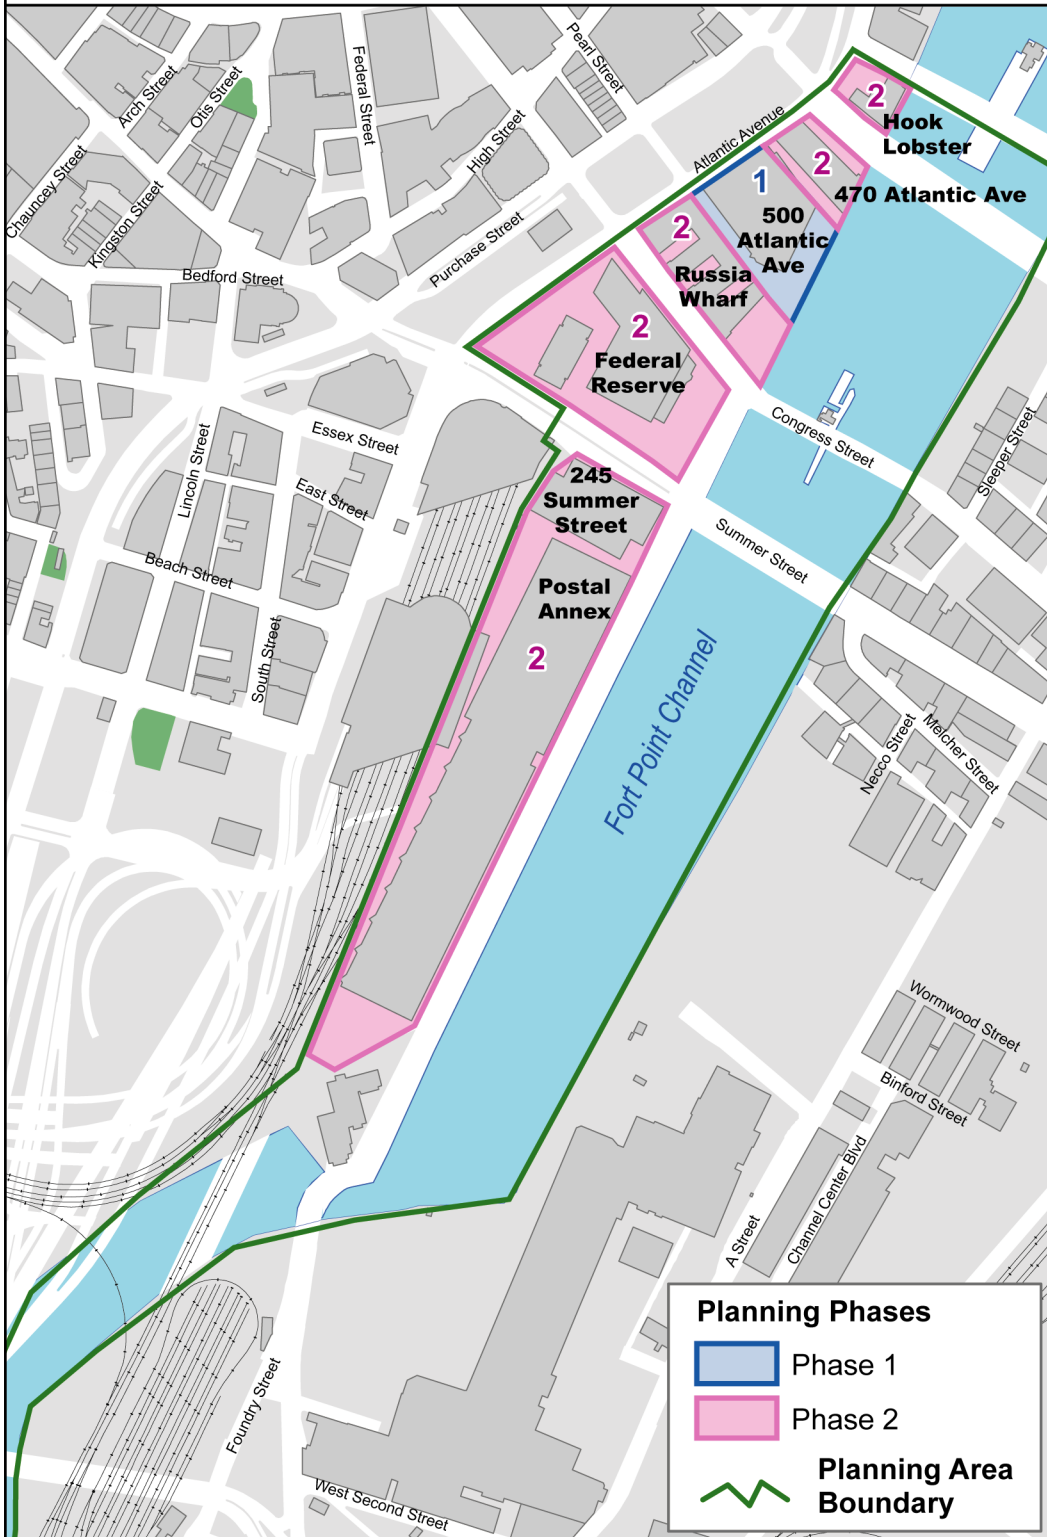 Pearl Street
Federal Street
Arch Street
Otis Street
High Street
Atlantic Avenue
2
Hook
Lobster
2
470 Atlantic Ave
1
500
Atlantic
Ave
Chauncey Street
Kingston Street
Purchase Street
Bedford Street
2
Russia
Wharf
2
Federal
Reserve
Congress Street
Sleeper Street
Essex Street
Lincoln Street
East Street
245
Summer
Street
Summer Street
Beach Street
Postal
Annex
2
South Street
Fort Point Channel
Necco Street
Melcher Street
Wormwood Street
Binford Street
Channel Center Blvd
A Street
Foundry Street
West Second Street
Planning Phases
Phase 1
Phase 2
Planning Area
Boundary